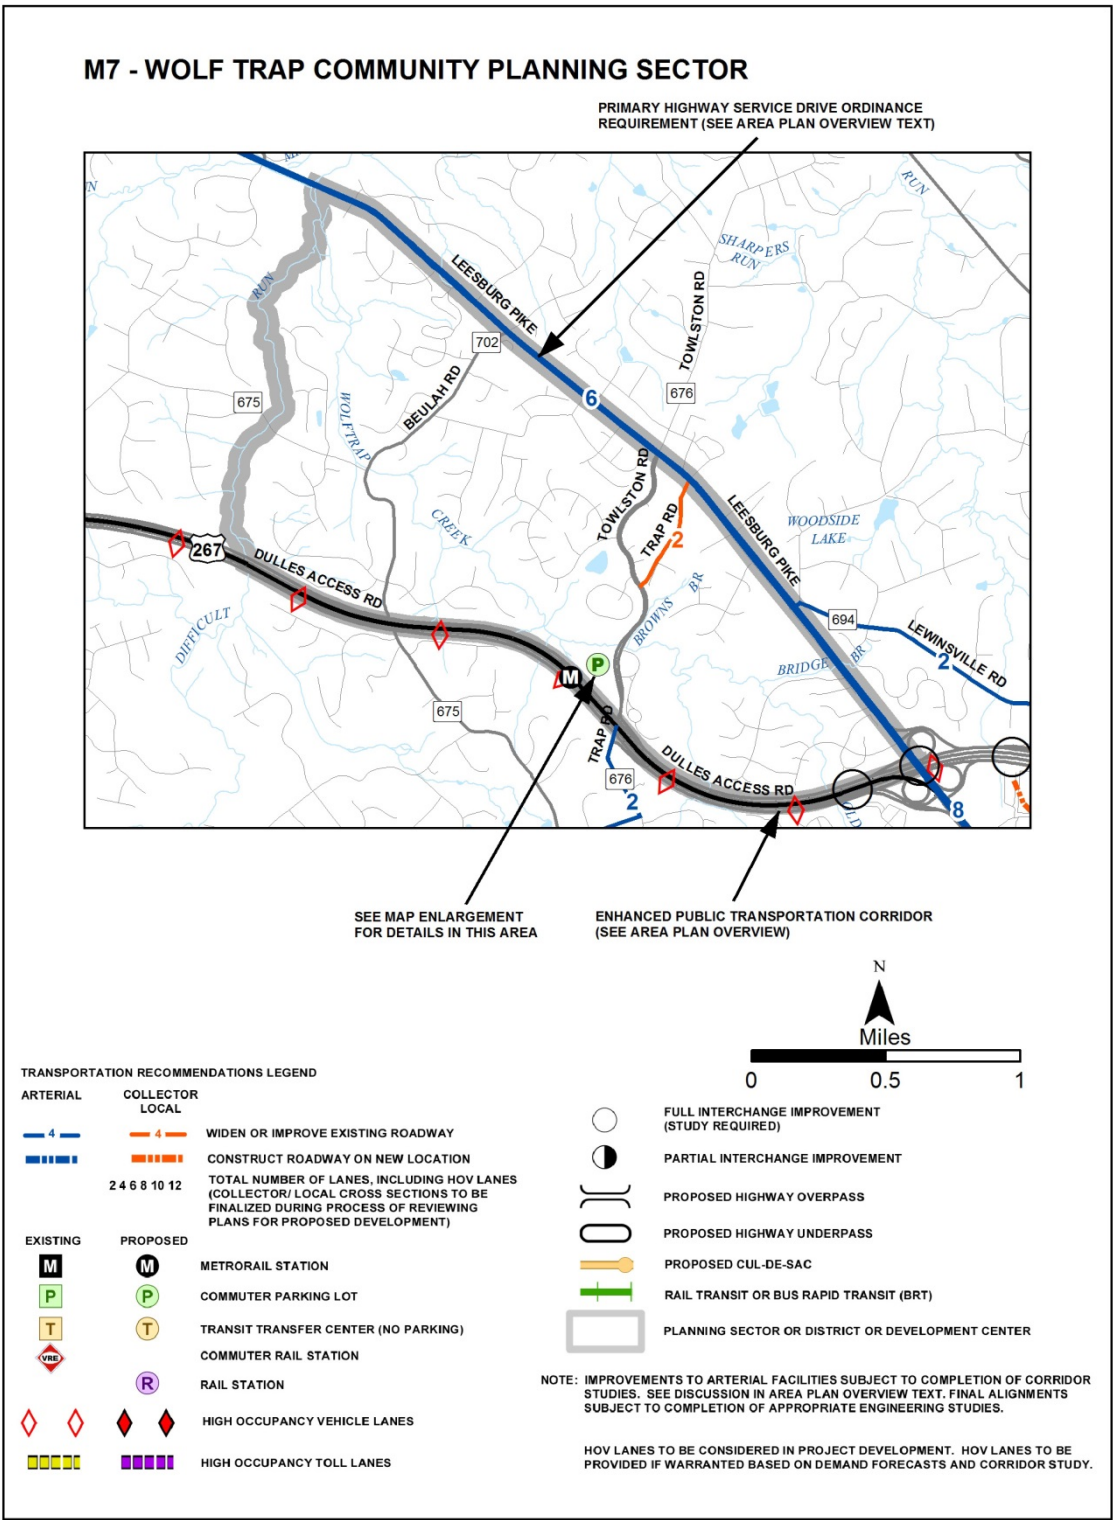 M7 - WOLF TRAP COMMUNITY PLANNING SECTOR
PRIMARY HIGHWAY SERVICE DRIVE ORDINANCE
REQUIREMENT (SEE AREA PLAN OVERVIEW TEXT)
RUN
SHARPERS
RUN
RUN
LEESBURG PIKE
TOWLSTON RD
702
676
6
BEULAH RD
675
WOLFTRAP
CREEK
TOWLSTON RD
TRAP RD
2
LEESBURG PIKE
WOODSIDE
LAKE
267
DULLES ACCESS RD
DIFFICULT
BROWNS BR
694
LEWINSVILLE RD
2
BRIDGE BR
P
M
675
TRAP RD
676
2
DULLES ACCESS RD
OLD
8
SEE MAP ENLARGEMENT
FOR DETAILS IN THIS AREA
ENHANCED PUBLIC TRANSPORTATION CORRIDOR
(SEE AREA PLAN OVERVIEW)
N
Miles
0 0.5 1
TRANSPORTATION RECOMMENDATIONS LEGEND
ARTERIAL COLLECTOR
LOCAL
4 4 WIDEN OR IMPROVE EXISTING ROADWAY
CONSTRUCT ROADWAY ON NEW LOCATION
2 4 6 8 10 12 TOTAL NUMBER OF LANES, INCLUDING HOV LANES
(COLLECTOR/ LOCAL CROSS SECTIONS TO BE
FINALIZED DURING PROCESS OF REVIEWING
PLANS FOR PROPOSED DEVELOPMENT)
EXISTING PROPOSED
M M METRORAIL STATION
P P COMMUTER PARKING LOT
T T TRANSIT TRANSFER CENTER (NO PARKING)
VRE COMMUTER RAIL STATION
R RAIL STATION
HIGH OCCUPANCY VEHICLE LANES
HIGH OCCUPANCY TOLL LANES
FULL INTERCHANGE IMPROVEMENT
(STUDY REQUIRED)
PARTIAL INTERCHANGE IMPROVEMENT
PROPOSED HIGHWAY OVERPASS
PROPOSED HIGHWAY UNDERPASS
PROPOSED CUL-DE-SAC
RAIL TRANSIT OR BUS RAPID TRANSIT (BRT)
PLANNING SECTOR OR DISTRICT OR DEVELOPMENT CENTER
NOTE: IMPROVEMENTS TO ARTERIAL FACILITIES SUBJECT TO COMPLETION OF CORRIDOR
STUDIES. SEE DISCUSSION IN AREA PLAN OVERVIEW TEXT. FINAL ALIGNMENTS
SUBJECT TO COMPLETION OF APPROPRIATE ENGINEERING STUDIES.
HOV LANES TO BE CONSIDERED IN PROJECT DEVELOPMENT. HOV LANES TO BE
PROVIDED IF WARRANTED BASED ON DEMAND FORECASTS AND CORRIDOR STUDY.